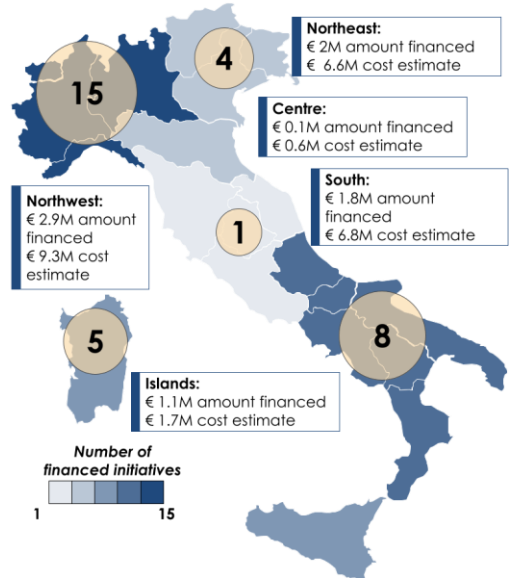 Northeast:
€ 2M amount financed
€ 6.6M cost estimate
4
15
Centre:
€ 0.1M amount financed
€ 0.6M cost estimate
South:
€ 1.8M amount
financed
€ 6.8M cost estimate
Northwest:
€ 2.9M amount
financed
€ 9.3M cost
estimate
1
5
8
Islands:
€ 1.1M amount financed
€ 1.7M cost estimate
Number of
financed initiatives
1 15